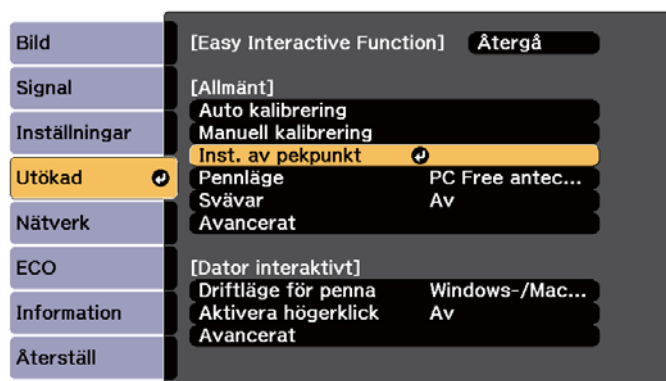 Bild
Signal
Inställningar
Utökad
Nätverk
ECO
Information
Återställ
[Easy Interactive Function] Återgå
[Allmänt]
Auto kalibrering
Manuell kalibrering
Inst. av pekpunkt
Pennläge PC Free antec...
Svävar Av
Avancerat
[Dator interaktivt]
Driftläge för penna Windows-/Mac...
Aktivera högerklick Av
Avancerat